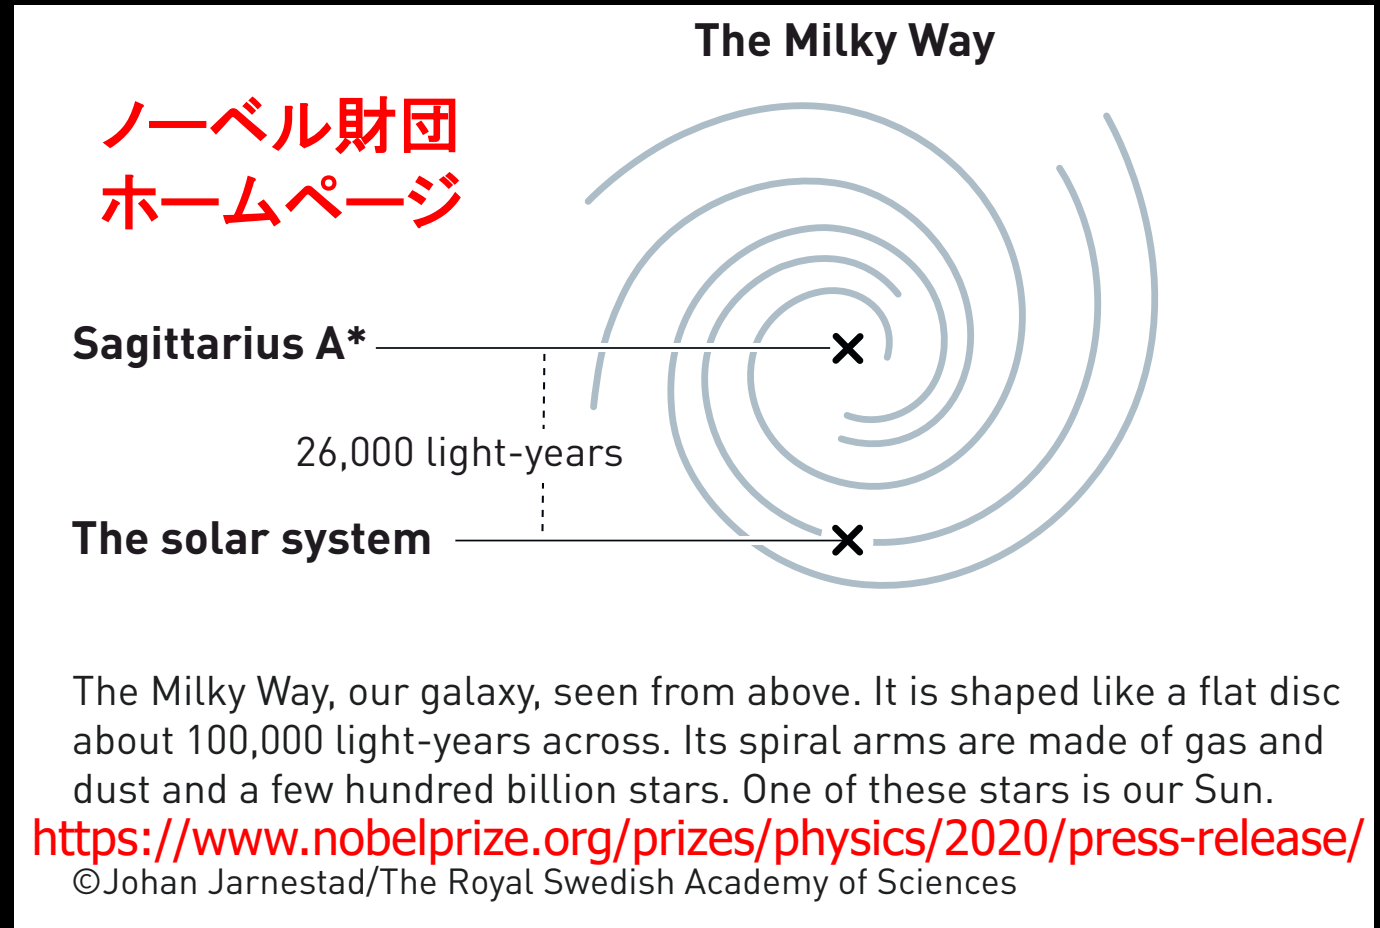 The Milky Way
ノーベル財団
ホームページ
Sagittarius A*
26,000 light-years
The solar system
The Milky Way, our galaxy, seen from above. It is shaped like a flat disc
about 100,000 light-years across. Its spiral arms are made of gas and
dust and a few hundred billion stars. One of these stars is our Sun.
https://www.nobelprize.org/prizes/physics/2020/press-release/
©Johan Jarnestad/The Royal Swedish Academy of Sciences